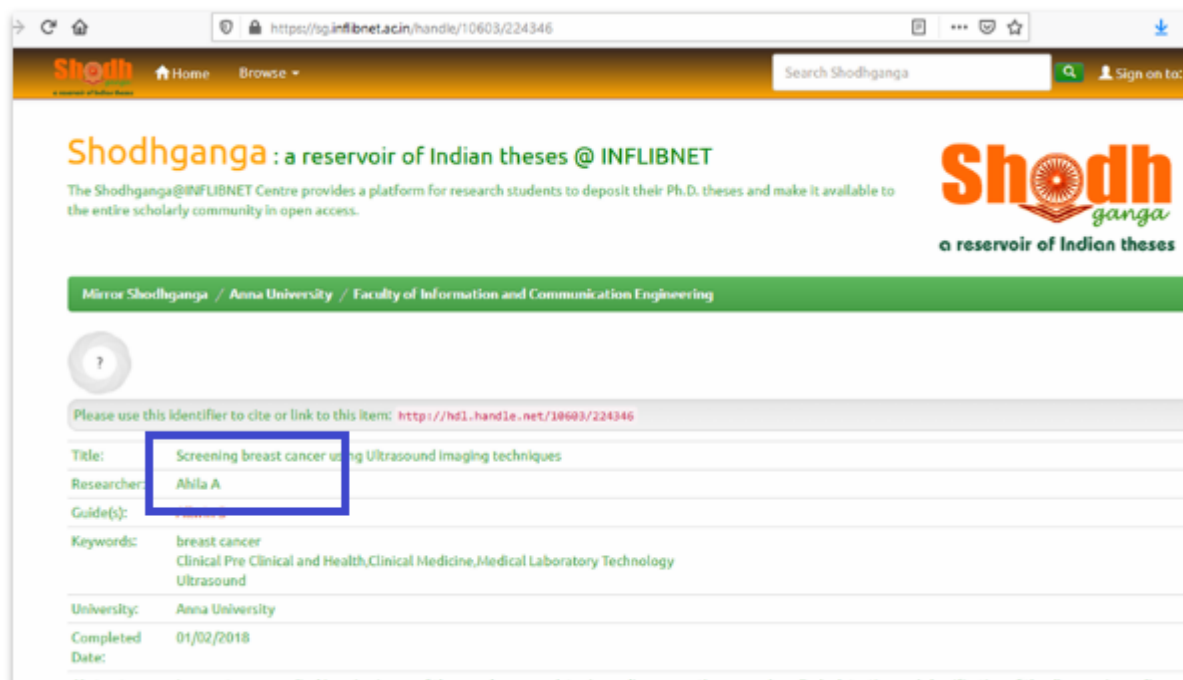 https://sg.inflibnet.ac.in/handle/10603/224346
Shodh
Home Browse
Search Shodhganga
Sign on to:
Shodhganga : a reservoir of Indian theses @ INFLIBNET
The Shodhganga@INFLIBNET Centre provides a platform for research students to deposit their Ph.D. theses and make it available to
the entire scholarly community in open access.
Shodh
ganga
a reservoir of Indian theses
Mirror Shodhganga / Anna University / Faculty of Information and Communication Engineering
?
Please use this identifier to cite or link to this item: http://hdl.handle.net/10603/224346
Title: Screening breast cancer using Ultrasound imaging techniques
Researcher: Ahila A
Guide(s):
Keywords: breast cancer
Clinical Pre Clinical and Health,Clinical Medicine,Medical Laboratory Technology
Ultrasound
University: Anna University
Completed Date: 01/02/2018